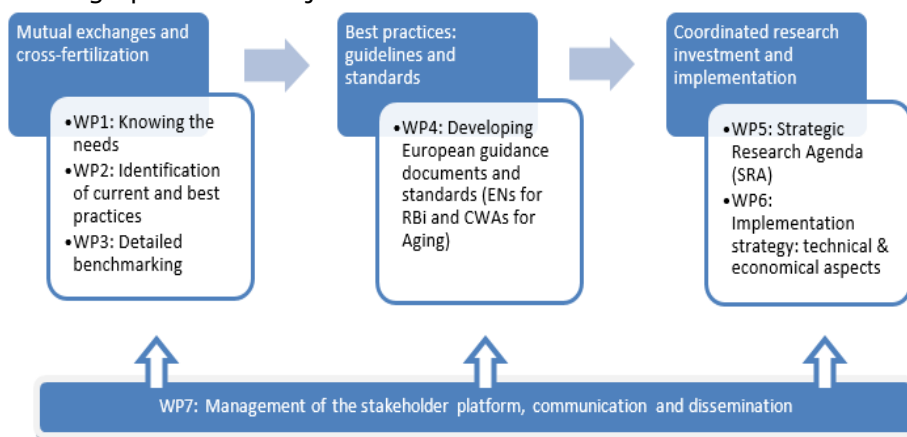 Mutual exchanges and
cross-fertilization
•WP1: Knowing the
needs
•WP2: Identification
of current and best
practices
•WP3: Detailed
benchmarking
Best practices:
guidelines and
standards
•WP4: Developing
European guidance
documents and
standards (ENs for
RBi and CWAs for
Aging)
Coordinated research
investment and
implementation
•WP5: Strategic
Research Agenda
(SRA)
•WP6:
Implementation
strategy: technical &
economical aspects
WP7: Management of the stakeholder platform, communication and dissemination